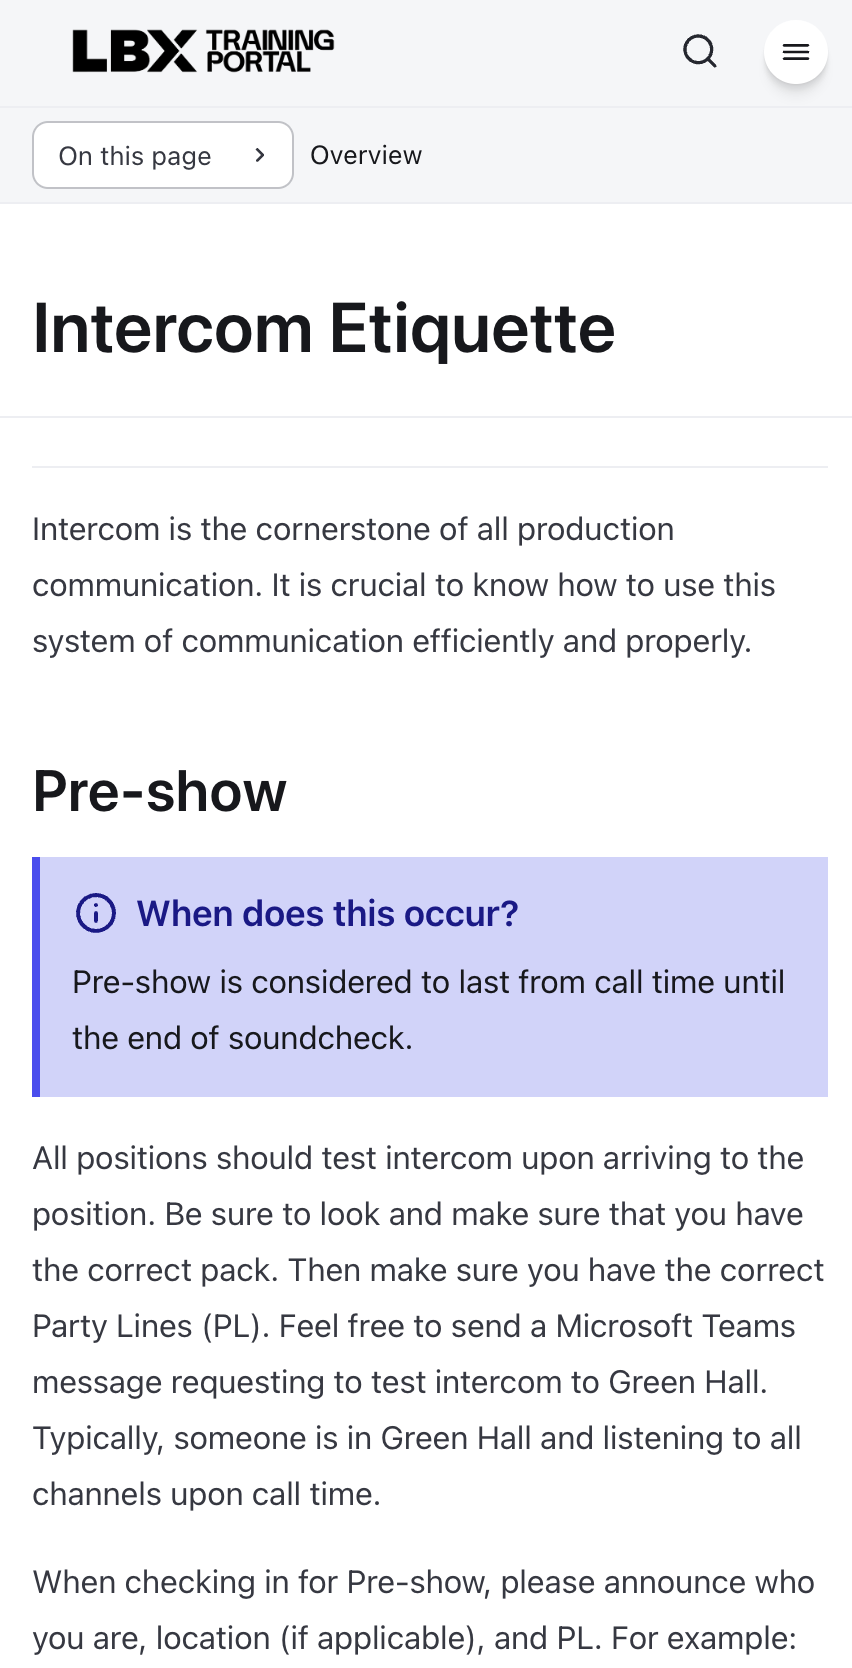 LBX TRAINING
PORTAL
On this page
Overview
Intercom Etiquette
Intercom is the cornerstone of all production
communication. It is crucial to know how to use this
system of communication efficiently and properly.
Pre-show
When does this occur?
Pre-show is considered to last from call time until
the end of soundcheck.
All positions should test intercom upon arriving to the
position. Be sure to look and make sure that you have
the correct pack. Then make sure you have the correct
Party Lines (PL). Feel free to send a Microsoft Teams
message requesting to test intercom to Green Hall.
Typically, someone is in Green Hall and listening to all
channels upon call time.
When checking in for Pre-show, please announce who
you are, location (if applicable), and PL. For example: